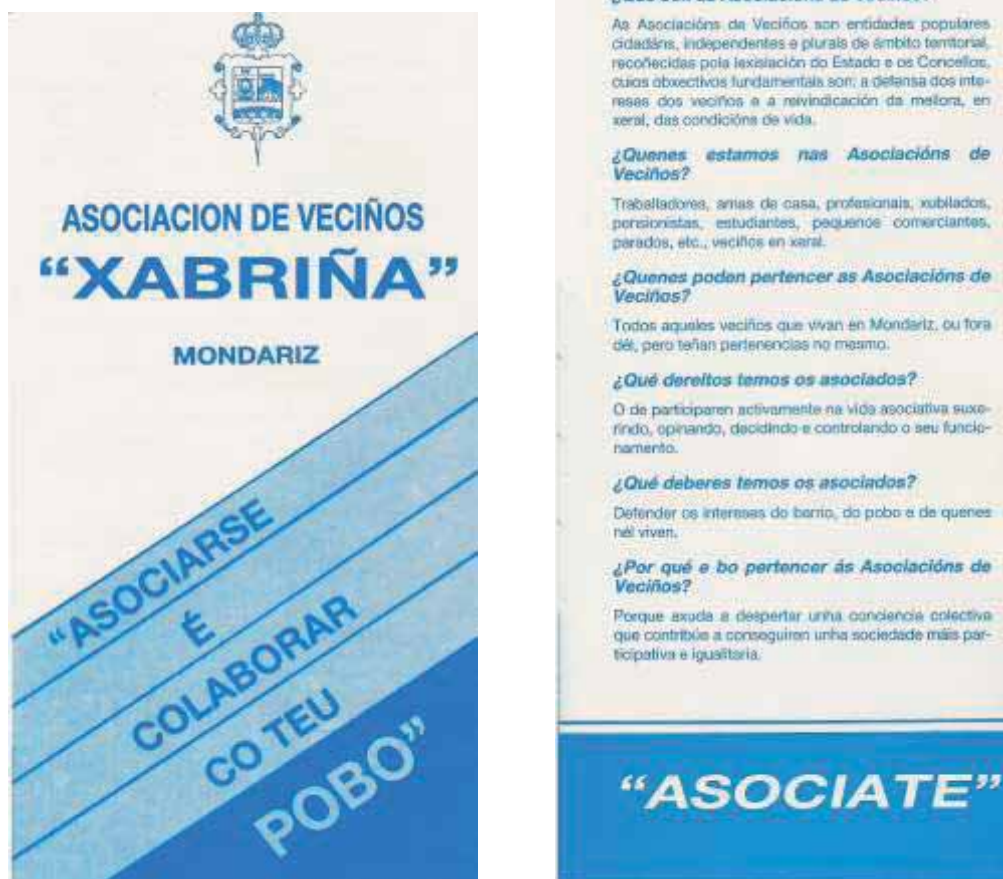 ASOCIACION DE VECIÑOS
“XABRIÑA”
MONDARIZ
“ASOCIARSE
É
COLABORAR
CO TEU
POBO”
As Asociacións de Veciños son entidades populares
cidadáns, independentes e plurais de ámbito territorial,
recoñecidas pola lexislación do Estado e os Concellos,
cuios obxectivos fundamentais son: a defensa dos inte-
reses dos veciños e a reivindicación da mellora, en
xeral, das condicións de vida.
¿Quenes estamos nas Asociacións de
Veciños?
Traballadores, amas de casa, profesionais, xubilados,
pensionistas, estudiantes, pequenos comerciantes,
parados, etc., veciños en xeral.
¿Quenes poden pertencer as Asociacións de
Veciños?
Todos aqueles veciños que vivan en Mondariz, ou fora
dél, pero teñan pertenencias no mesmo.
¿Qué dereitos temos os asociados?
O de participaren activamente na vida asociativa suxe-
rindo, opinando, decidindo e controlando o seu funcio-
namento.
¿Qué deberes temos os asociados?
Defender os intereses do barrio, do pobo e de quenes
nél viven.
¿Por qué e bo pertencer ás Asociacións de
Veciños?
Porque axuda a despertar unha conciencia colectiva
que contribúe a conseguiren unha sociedade máis par-
ticipativa e igualitaria.
“ASOCIATE”